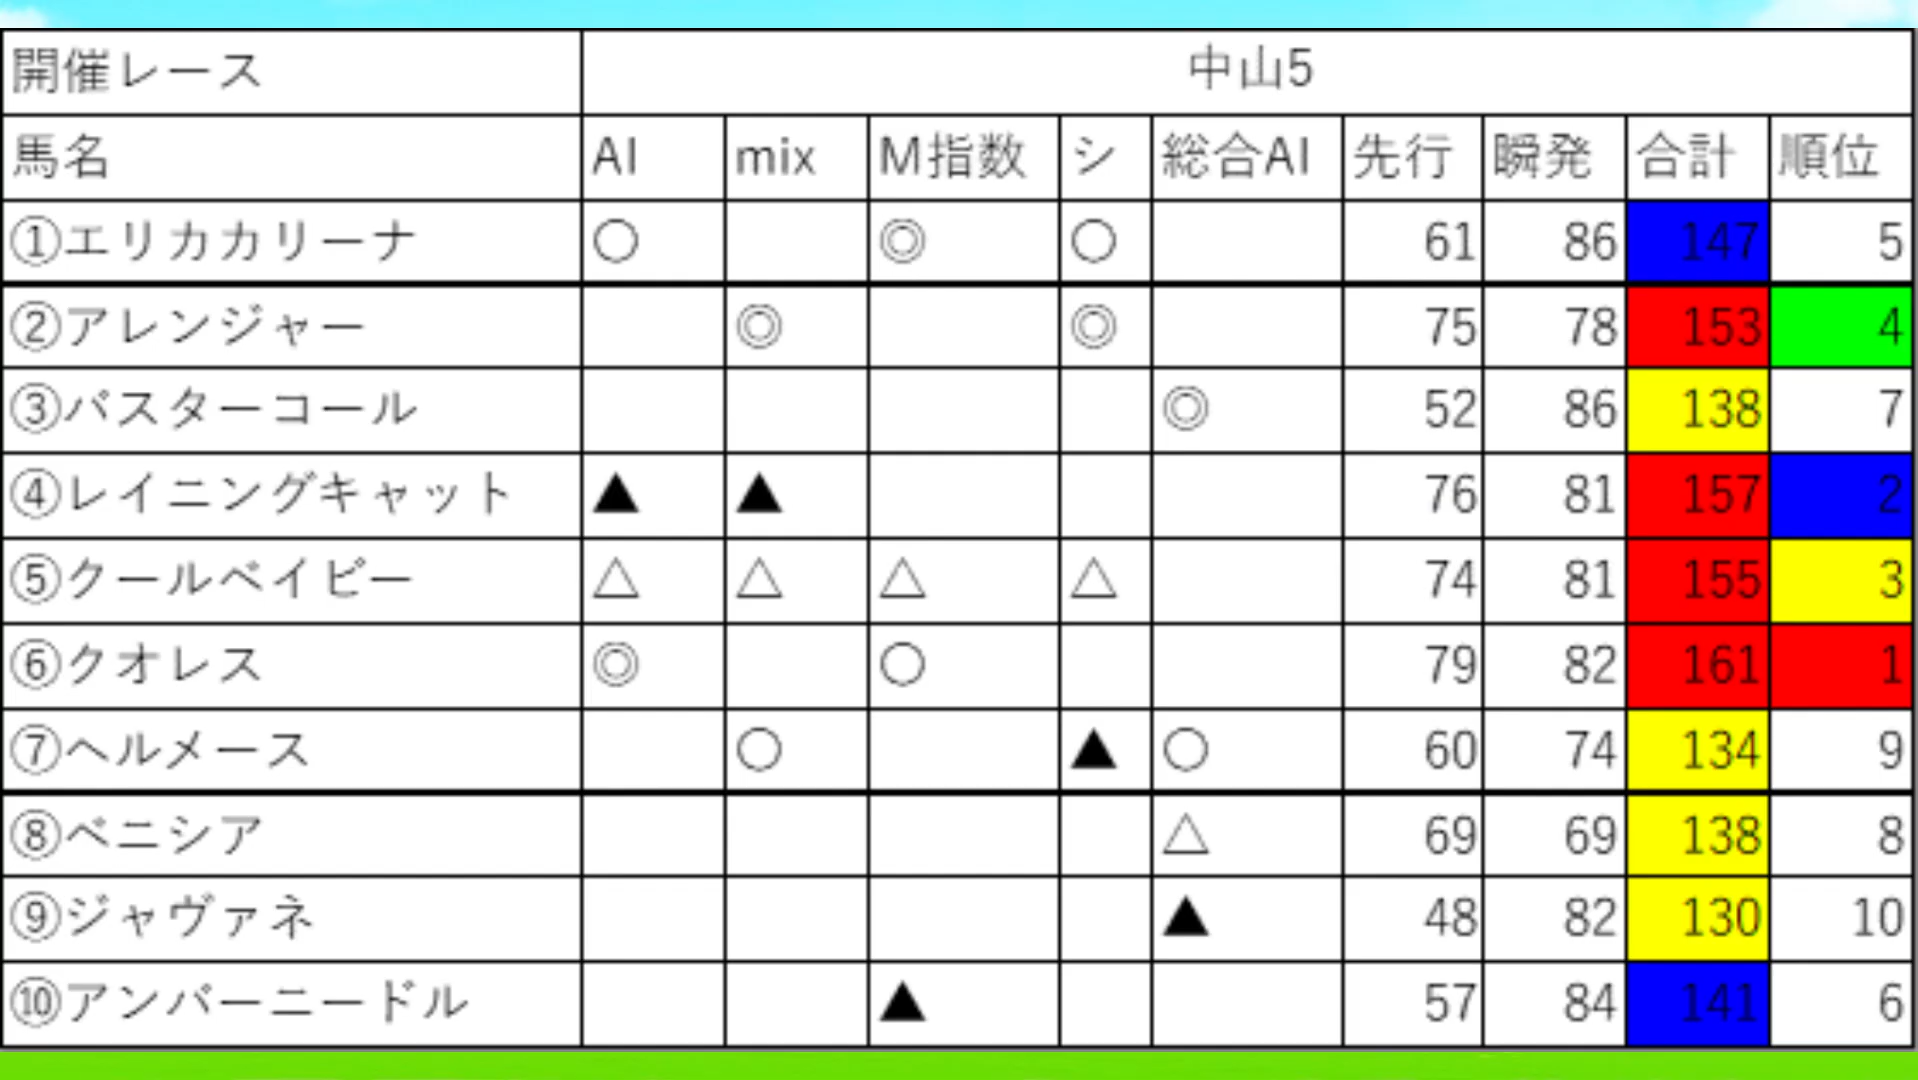 開催レース 中山5
馬名 AI mix M指数 シ 総合AI 先行 瞬発 合計 順位
①エリカカリーナ ○ ◎ ○ 61 86 147 5
②アレンジャー ◎ ◎ 75 78 153 4
③バスターコール ◎ 52 86 138 7
④レイニングキャット ▲ ▲ 76 81 157 2
⑤クールベイビー △ △ △ △ 74 81 155 3
⑥クオレス ◎ ○ 79 82 161 1
⑦ヘルメース ○ ▲ ○ 60 74 134 9
⑧ベニシア △ 69 69 138 8
⑨ジャヴァネ ▲ 48 82 130 10
⑩アンバーニードル ▲ 57 84 141 6